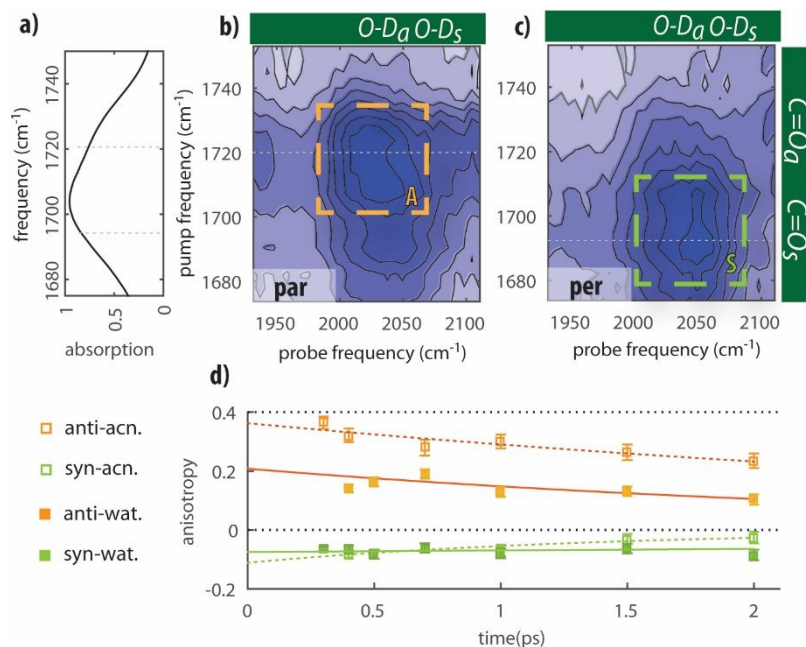 a)
frequency (cm-1)
1740
1720
1700
1680
1
0.5
0
absorption
b)
O-Da O-Ds
pump frequency (cm-1)
1740
1720
1700
1680
A
par
1950
2000
2050
2100
probe frequency (cm-1)
c)
O-Da O-Ds
1740
1720
1700
1680
S
per
1950
2000
2050
2100
probe frequency (cm-1)
C=Oa
C=Os
anti-acn.
syn-acn.
anti-wat.
syn-wat.
d)
anisotropy
0.4
0.2
0
-0.2
0
0.5
1
1.5
2
time(ps)